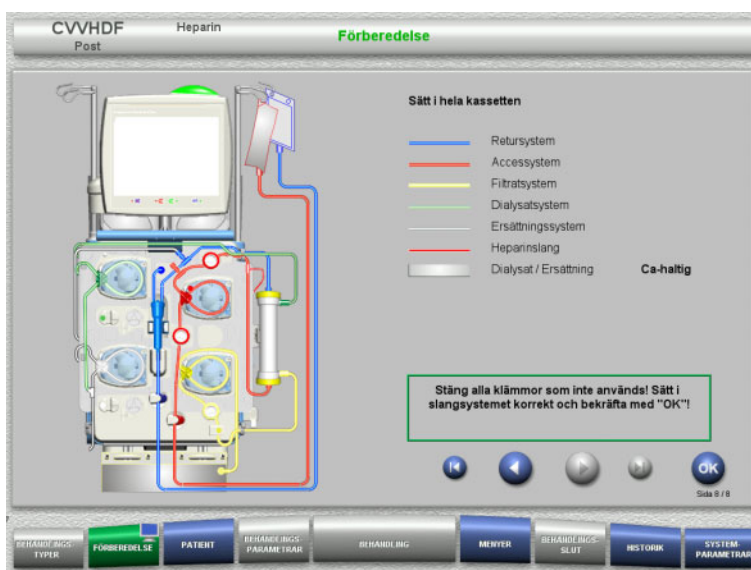 CVVHDF
Post
Heparin
Förberedelse
Sätt i hela kassetten
Retursystem
Accessystem
Filtratsystem
Dialysatsystem
Ersättningssystem
Heparinslang
Dialysat / Ersättning Ca-haltig
Stäng alla klämmor som inte används! Sätt i
slangsystemet korrekt och bekräfta med "OK"!
OK
Sida 8 / 8
BEHANDLINGS-
TYPER
FÖRBEREDELSE
PATIENT
BEHANDLINGS-
PARAMETRAR
BEHANDLING
MENYER
BEHANDLINGS-
SLUT
HISTORIK
SYSTEM-
PARAMETRAR